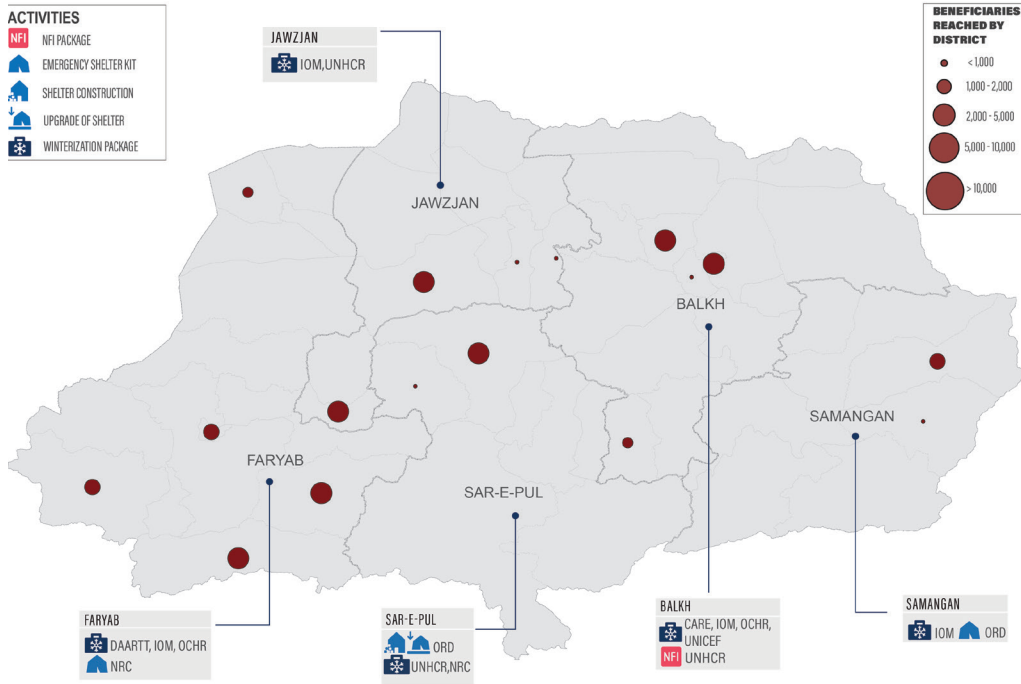 ACTIVITIES
NFI NFI PACKAGE
EMERGENCY SHELTER KIT
SHELTER CONSTRUCTION
UPGRADE OF SHELTER
WINTERIZATION PACKAGE
JAWZJAN
IOM,UNHCR
BENEFICIARIES
REACHED BY
DISTRICT
< 1,000
1,000 - 2,000
2,000 - 5,000
5,000 - 10,000
> 10,000
JAWZJAN
BALKH
SAMANGAN
FARYAB
SAR-E-PUL
FARYAB
DAARTT, IOM, OCHR
NRC
SAR-E-PUL
ORD
UNHCR,NRC
BALKH
CARE, IOM, OCHR,
UNICEF
NFI UNHCR
SAMANGAN
IOM ORD